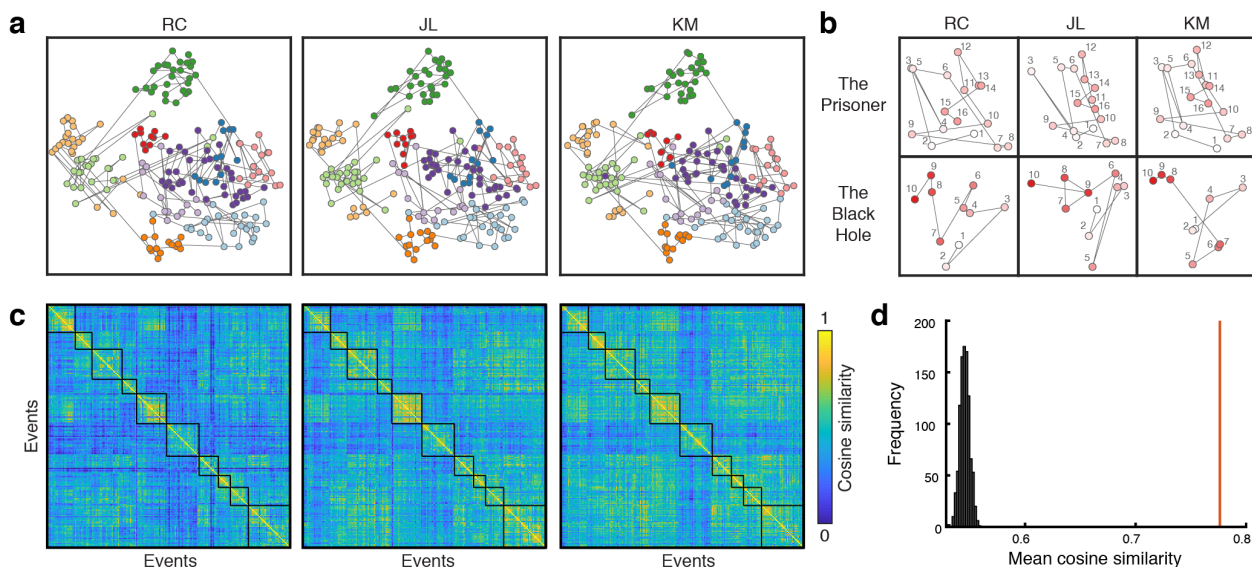 a
RC
JL
KM
b
RC
JL
KM
The
Prisoner
3 5 6 12 11 13 14 15 16 10 9 4 1 2 7 8
3 5 6 12 14 13 11 15 16 10 9 4 1 2 7 8
3 5 6 12 13 11 14 15 16 10 9 2 4 1 7 8
The
Black
Hole
9 10 8 6 5 4 3 7 1 2
10 8 9 7 6 4 3 1 2 5
10 9 8 4 3 1 2 6 7 5
c
Events
Events
Events
Events
1
Cosine similarity
0
d
200
150
100
50
0
Frequency
0.6
0.7
0.8
Mean cosine similarity